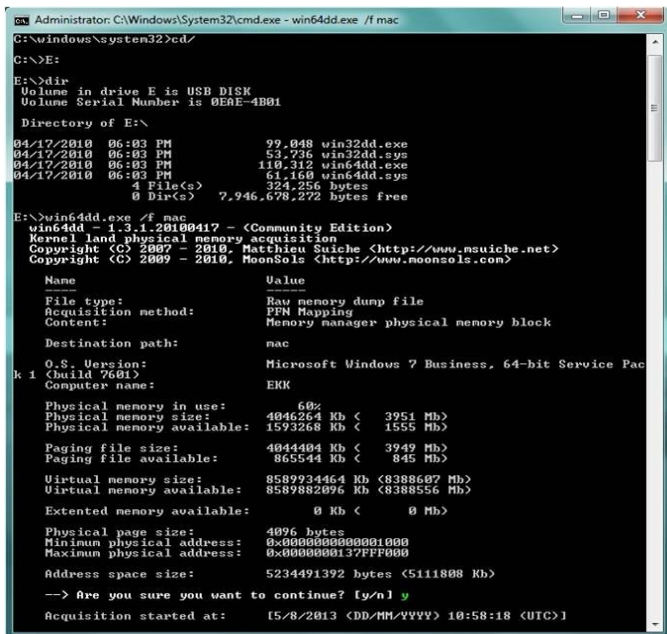 Administrator: C:\Windows\System32\cmd.exe - win64dd.exe /f mac
C:\windows\system32>cd/
C:\>E:
E:\>dir
Volume in drive E is USB DISK
Volume Serial Number is 0EAE-4B01
Directory of E:\
04/17/2010 06:03 PM 99,048 win32dd.exe
04/17/2010 06:03 PM 53,736 win32dd.sys
04/17/2010 06:03 PM 110,312 win64dd.exe
04/17/2010 06:03 PM 61,160 win64dd.sys
4 File(s) 324,256 bytes
0 Dir(s) 7,946,678,272 bytes free
E:\>win64dd.exe /f mac
win64dd - 1.3.1.20100417 - (Community Edition)
Kernel land physical memory acquisition
Copyright (C) 2007 - 2010, Matthieu Suiche <http://www.msuiche.net>
Copyright (C) 2009 - 2010, MoonSols <http://www.moonsols.com>
Name Value
---- -----
File type: Raw memory dump file
Acquisition method: PFN Mapping
Content: Memory manager physical memory block
Destination path: mac
O.S. Version: Microsoft Windows 7 Business, 64-bit Service Pac
k 1 (build 7601)
Computer name: EKK
Physical memory in use: 60%
Physical memory size: 4046264 Kb ( 3951 Mb)
Physical memory available: 1593268 Kb ( 1555 Mb)
Paging file size: 4044404 Kb ( 3949 Mb)
Paging file available: 865544 Kb ( 845 Mb)
Virtual memory size: 8589934464 Kb (8388607 Mb)
Virtual memory available: 8589882096 Kb (8388556 Mb)
Extented memory available: 0 Kb ( 0 Mb)
Physical page size: 4096 bytes
Minimum physical address: 0x0000000000001000
Maximum physical address: 0x0000000137FFF000
Address space size: 5234491392 bytes (5111808 Kb)
--> Are you sure you want to continue? [y/n] y
Acquisition started at: [5/8/2013 (DD/MM/YYYY) 10:58:18 (UTC)]